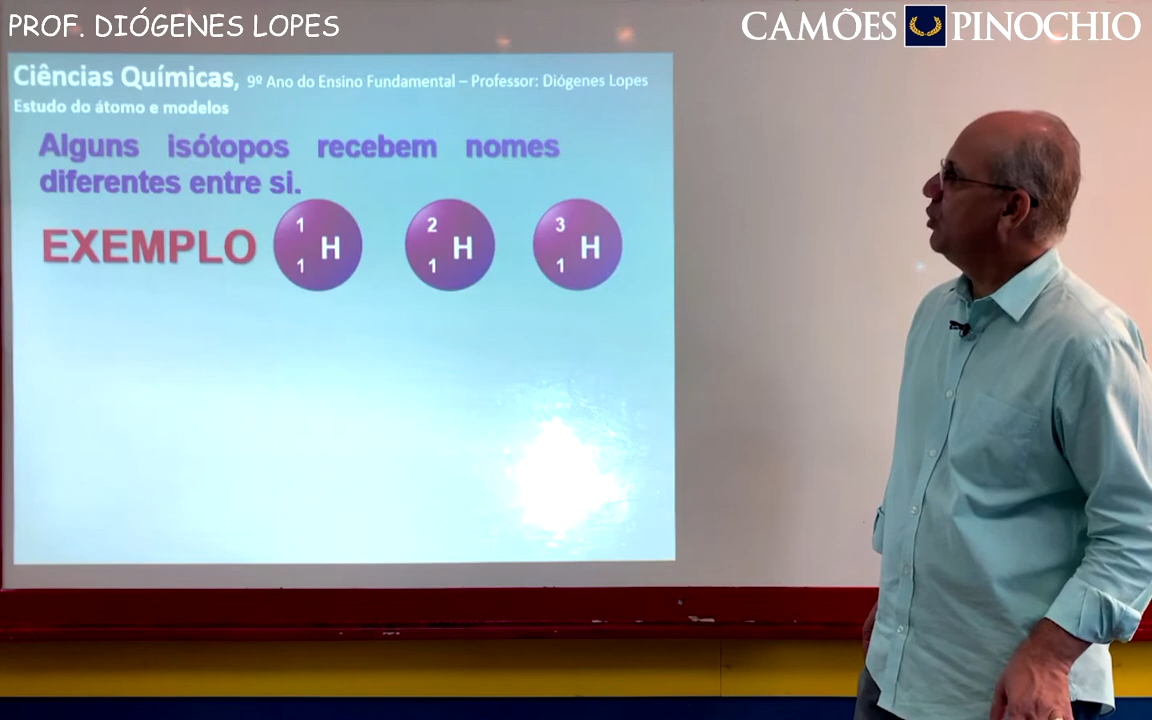 PROF. DIÓGENES LOPES
CAMÕES PINOCHIO
Ciências Químicas, 9º Ano do Ensino Fundamental – Professor: Diógenes Lopes
Estudo do átomo e modelos
Alguns isótopos recebem nomes
diferentes entre si.
EXEMPLO
1 H 1
2 H 1
3 H 1